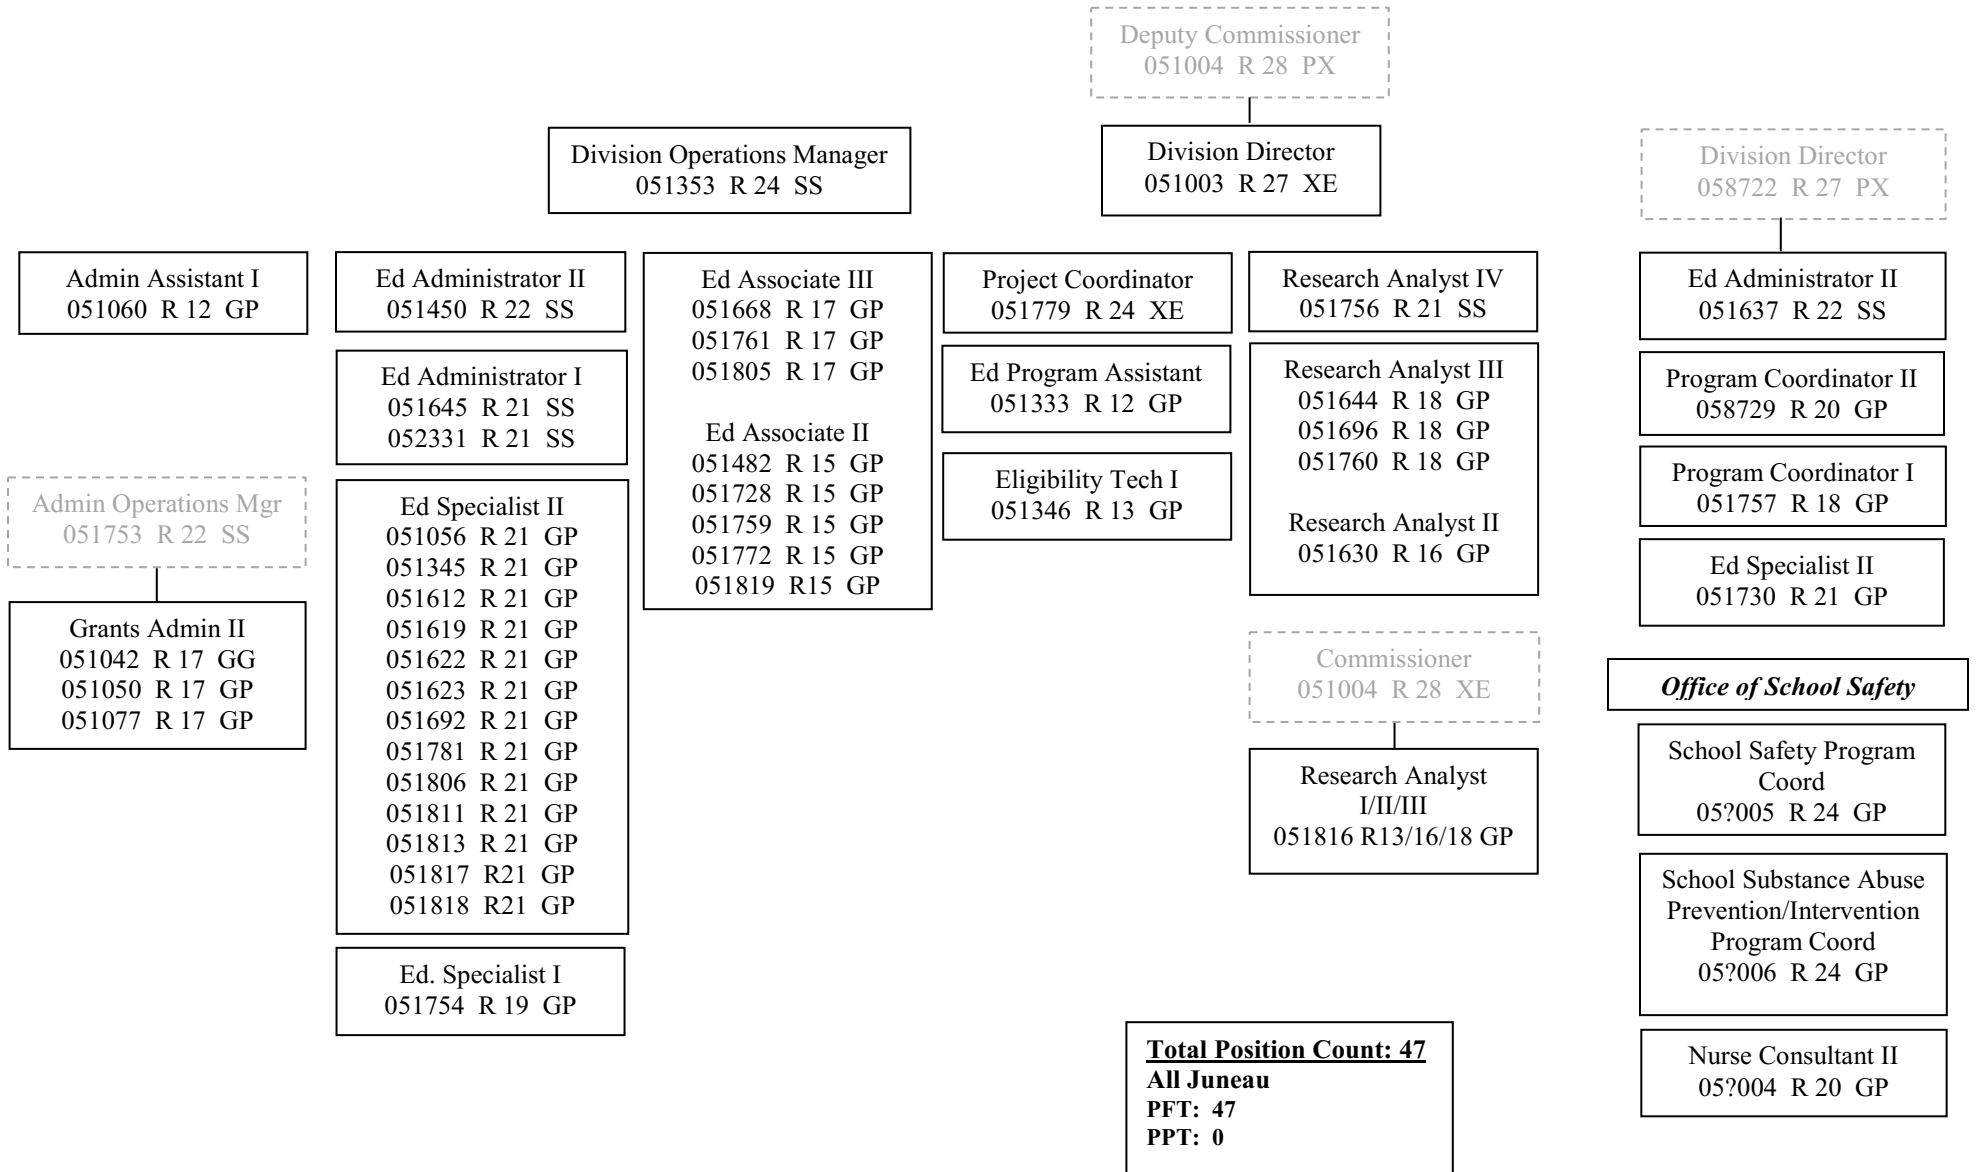 Deputy Commissioner
051004 R 28 PX
Division Operations Manager
051353 R 24 SS
Division Director
051003 R 27 XE
Division Director
058722 R 27 PX
Admin Assistant I
051060 R 12 GP
Admin Operations Mgr
051753 R 22 SS
Grants Admin II
051042 R 17 GG
051050 R 17 GP
051077 R 17 GP
Ed Administrator II
051450 R 22 SS
Ed Administrator I
051645 R 21 SS
052331 R 21 SS
Ed Specialist II
051056 R 21 GP
051345 R 21 GP
051612 R 21 GP
051619 R 21 GP
051622 R 21 GP
051623 R 21 GP
051692 R 21 GP
051781 R 21 GP
051806 R 21 GP
051811 R 21 GP
051813 R 21 GP
051817 R21 GP
051818 R21 GP
Ed. Specialist I
051754 R 19 GP
Ed Associate III
051668 R 17 GP
051761 R 17 GP
051805 R 17 GP
Ed Associate II
051482 R 15 GP
051728 R 15 GP
051759 R 15 GP
051772 R 15 GP
051819 R15 GP
Project Coordinator
051779 R 24 XE
Ed Program Assistant
051333 R 12 GP
Eligibility Tech I
051346 R 13 GP
Research Analyst IV
051756 R 21 SS
Research Analyst III
051644 R 18 GP
051696 R 18 GP
051760 R 18 GP
Research Analyst II
051630 R 16 GP
Commissioner
051004 R 28 XE
Research Analyst
I/II/III
051816 R13/16/18 GP
Ed Administrator II
051637 R 22 SS
Program Coordinator II
058729 R 20 GP
Program Coordinator I
051757 R 18 GP
Ed Specialist II
051730 R 21 GP
Office of School Safety
School Safety Program
Coord
05?005 R 24 GP
School Substance Abuse
Prevention/Intervention
Program Coord
05?006 R 24 GP
Nurse Consultant II
05?004 R 20 GP
Total Position Count: 47
All Juneau
PFT: 47
PPT: 0